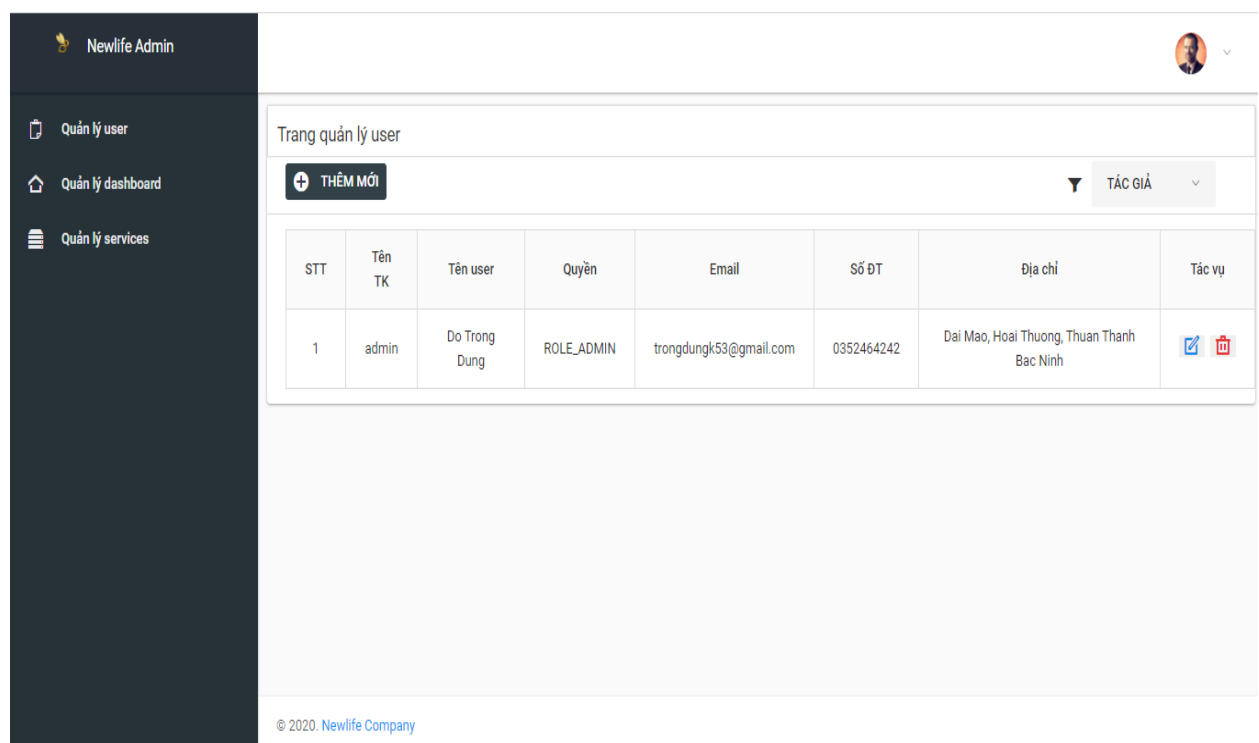 Newlife Admin
Quản lý user
Quản lý dashboard
Quản lý services
Trang quản lý user
THÊM MỚI
TÁC GIẢ
STT
Tên
TK
Tên user
Quyền
Email
Số ĐT
Địa chỉ
Tác vụ
1
admin
Do Trong
Dung
ROLE_ADMIN
trongdungk53@gmail.com
0352464242
Dai Mao, Hoai Thuong, Thuan Thanh
Bac Ninh
© 2020. Newlife Company